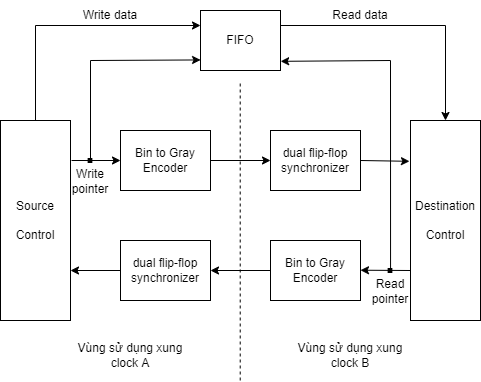 Write data
Read data
FIFO
Bin to Gray
Encoder
dual flip-flop
synchronizer
Write
pointer
Source
Control
Destination
Control
dual flip-flop
synchronizer
Bin to Gray
Encoder
Read
pointer
Vùng sử dụng xung
clock A
Vùng sử dụng xung
clock B